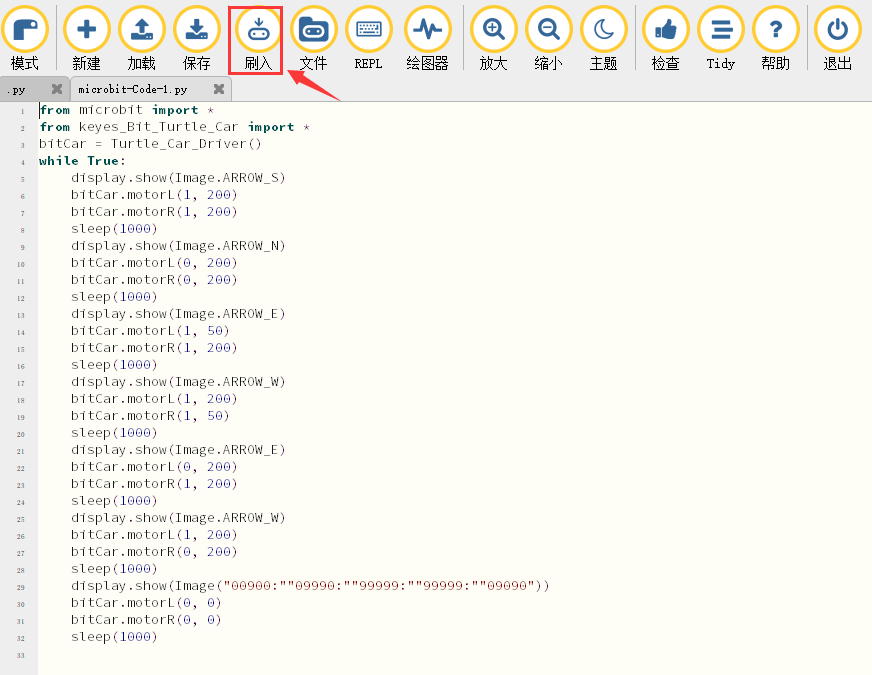 模式 新建 加载 保存 刷入 文件 REPL 绘图器 放大 缩小 主题 检查 Tidy 帮助 退出
.py microbit-Code-1.py
1 from microbit import *
2 from keyes_Bit_Turtle_Car import *
3 bitCar = Turtle_Car_Driver()
4 while True:
5     display.show(Image.ARROW_S)
6     bitCar.motorL(1, 200)
7     bitCar.motorR(1, 200)
8     sleep(1000)
9     display.show(Image.ARROW_N)
10     bitCar.motorL(0, 200)
11     bitCar.motorR(0, 200)
12     sleep(1000)
13     display.show(Image.ARROW_E)
14     bitCar.motorL(1, 50)
15     bitCar.motorR(1, 200)
16     sleep(1000)
17     display.show(Image.ARROW_W)
18     bitCar.motorL(1, 200)
19     bitCar.motorR(1, 50)
20     sleep(1000)
21     display.show(Image.ARROW_E)
22     bitCar.motorL(0, 200)
23     bitCar.motorR(1, 200)
24     sleep(1000)
25     display.show(Image.ARROW_W)
26     bitCar.motorL(1, 200)
27     bitCar.motorR(0, 200)
28     sleep(1000)
29     display.show(Image("00900:""09990:""99999:""99999:""09090"))
30     bitCar.motorL(0, 0)
31     bitCar.motorR(0, 0)
32     sleep(1000)
33